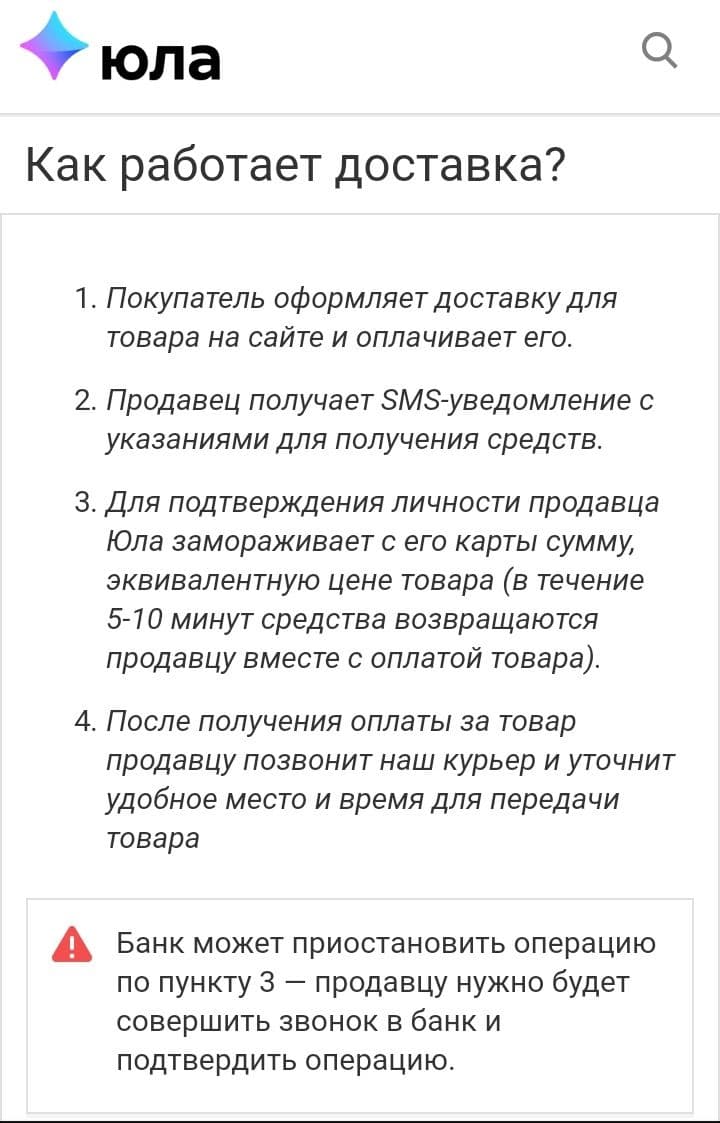 юла
Как работает доставка?
1. Покупатель оформляет доставку для
товара на сайте и оплачивает его.
2. Продавец получает SMS-уведомление с
указаниями для получения средств.
3. Для подтверждения личности продавца
Юла замораживает с его карты сумму,
эквивалентную цене товара (в течение
5-10 минут средства возвращаются
продавцу вместе с оплатой товара).
4. После получения оплаты за товар
продавцу позвонит наш курьер и уточнит
удобное место и время для передачи
товара
Банк может приостановить операцию
по пункту 3 — продавцу нужно будет
совершить звонок в банк и
подтвердить операцию.